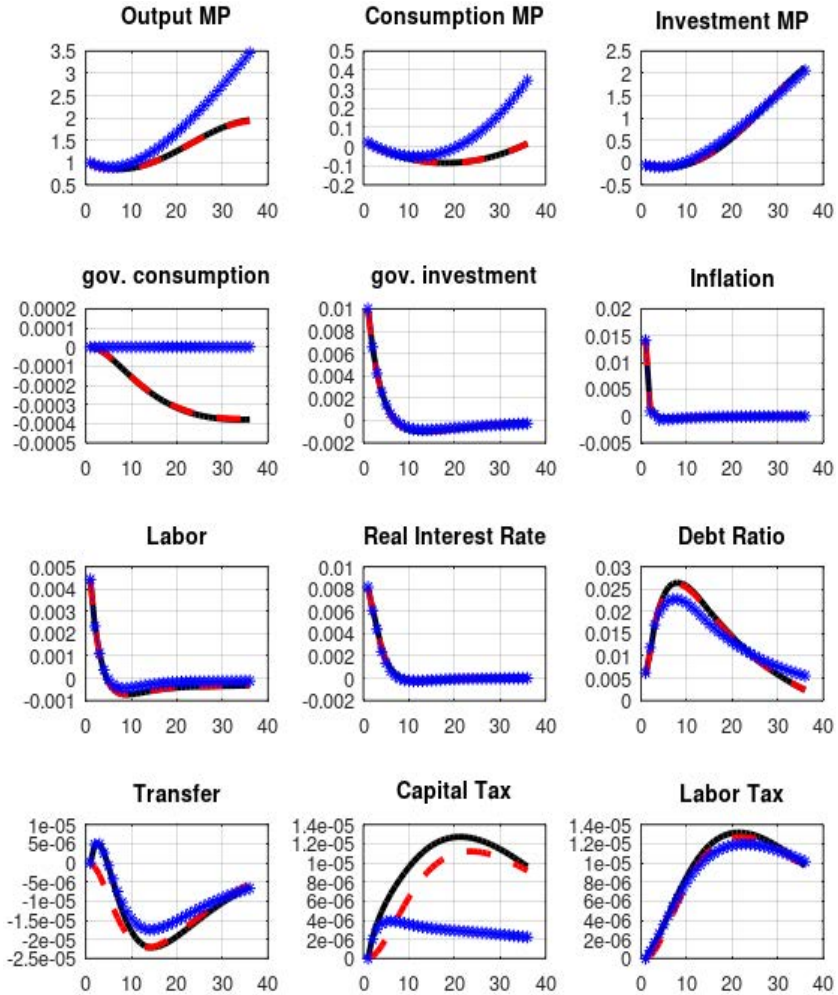 Output MP
Consumption MP
Investment MP
3.5
3
2.5
2
1.5
1
0.5
0 10 20 30 40
0.5
0.4
0.3
0.2
0.1
0
-0.1
-0.2
0 10 20 30 40
2.5
2
1.5
1
0.5
0
-0.5
0 10 20 30 40
gov. consumption
gov. investment
Inflation
0.0002
0.0001
0
-0.0001
-0.0002
-0.0003
-0.0004
-0.0005
0 10 20 30 40
0.01
0.008
0.006
0.004
0.002
0
-0.002
0 10 20 30 40
0.02
0.015
0.01
0.005
0
-0.005
0 10 20 30 40
Labor
Real Interest Rate
Debt Ratio
0.005
0.004
0.003
0.002
0.001
0
-0.001
0 10 20 30 40
0.01
0.008
0.006
0.004
0.002
0
-0.002
0 10 20 30 40
0.03
0.025
0.02
0.015
0.01
0.005
0
0 10 20 30 40
Transfer
Capital Tax
Labor Tax
1e-05
5e-06
0
-5e-06
-1e-05
-1.5e-05
-2e-05
-2.5e-05
0 10 20 30 40
1.4e-05
1.2e-05
1e-05
8e-06
6e-06
4e-06
2e-06
0
0 10 20 30 40
1.4e-05
1.2e-05
1e-05
8e-06
6e-06
4e-06
2e-06
0
0 10 20 30 40